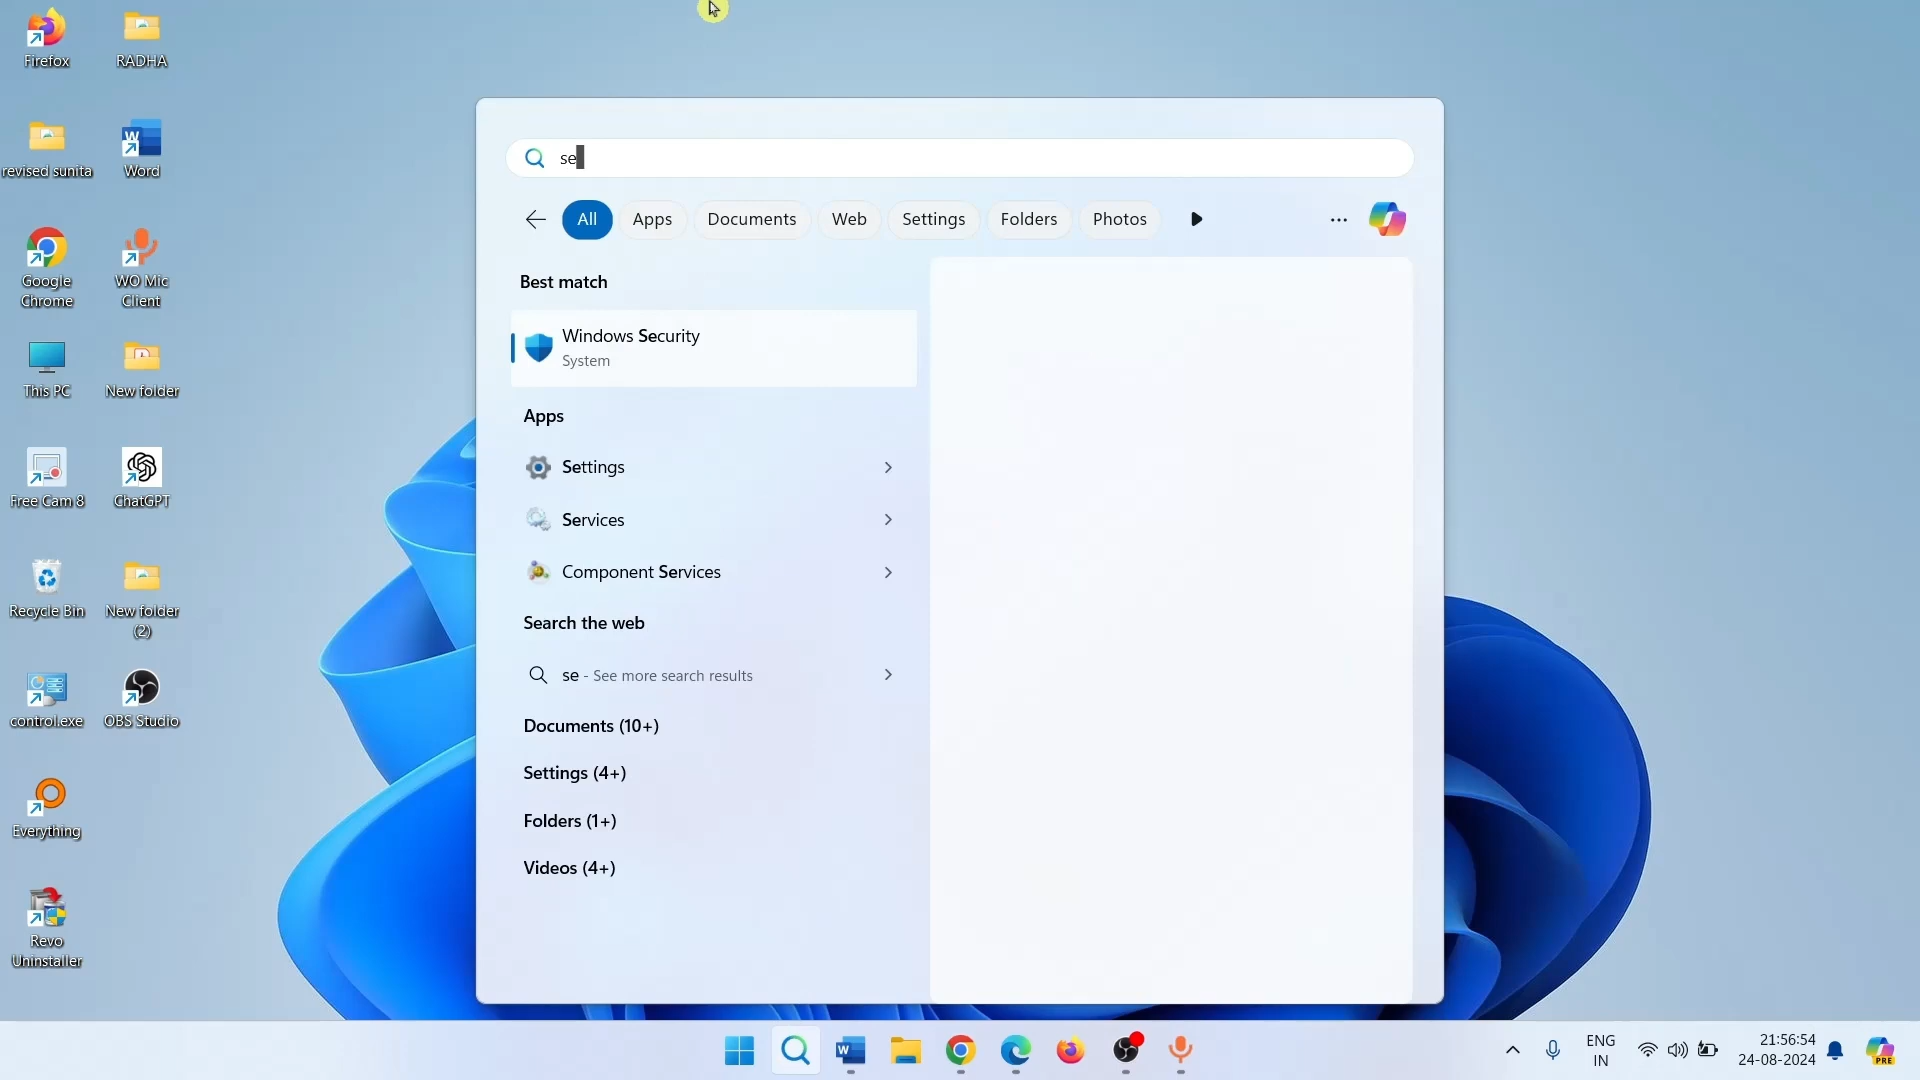 Firefox
RADHA
revised sunita
Word
Google
Chrome
WO Mic
Client
This PC
New folder
Free Cam 8
ChatGPT
Recycle Bin
New folder
(2)
control.exe
OBS Studio
Everything
Revo
Uninstaller
se
All
Apps
Documents
Web
Settings
Folders
Photos
Best match
Windows Security
System
Apps
Settings
Services
Component Services
Search the web
se - See more search results
Documents (10+)
Settings (4+)
Folders (1+)
Videos (4+)
ENG
IN
21:56:54
24-08-2024
PRE